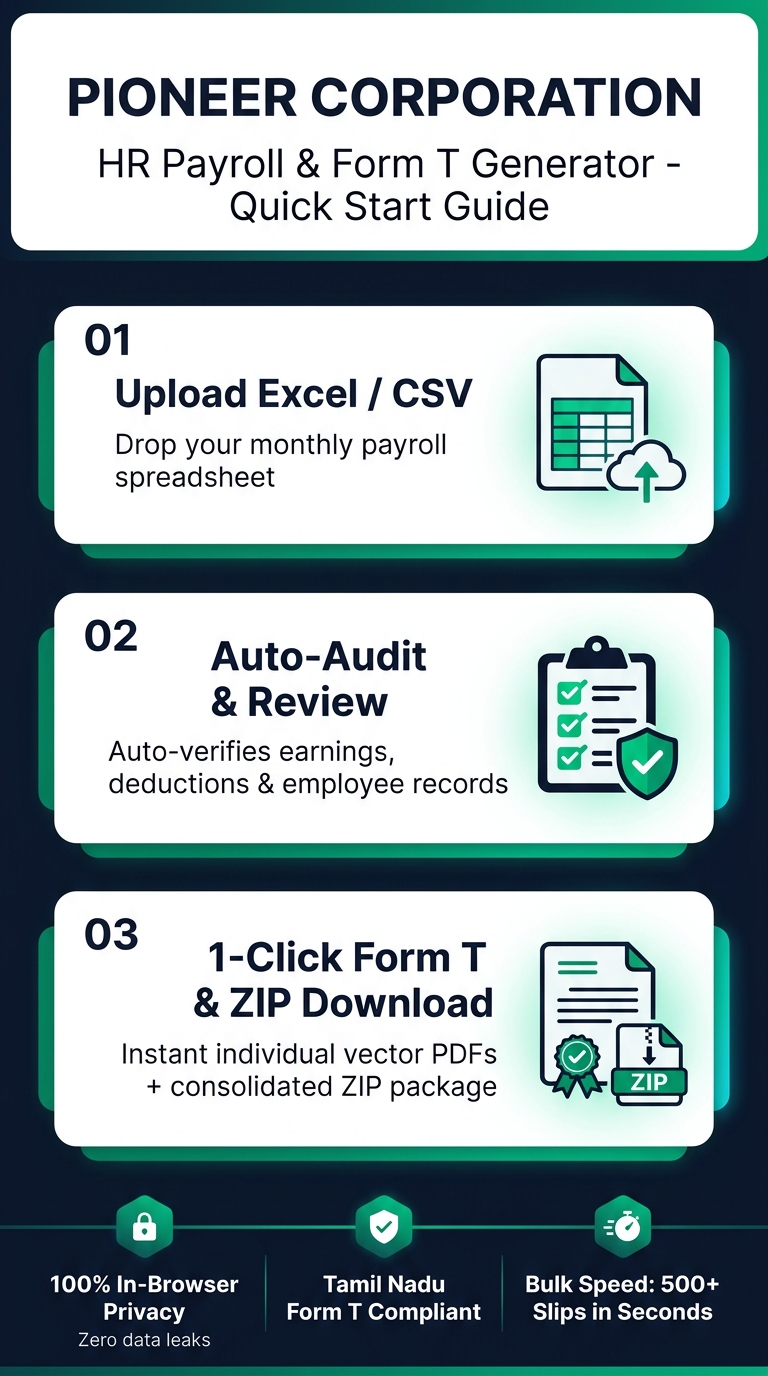 PIONEER CORPORATION
HR Payroll & Form T Generator -
Quick Start Guide
01
Upload Excel / CSV
Drop your monthly payroll
spreadsheet
02
Auto-Audit
& Review
Auto-verifies earnings,
deductions & employee records
03
1-Click Form T
& ZIP Download
Instant individual vector PDFs
+ consolidated ZIP package
ZIP
100% In-Browser
Privacy
Zero data leaks
Tamil Nadu
Form T Compliant
Bulk Speed: 500+
Slips in Seconds